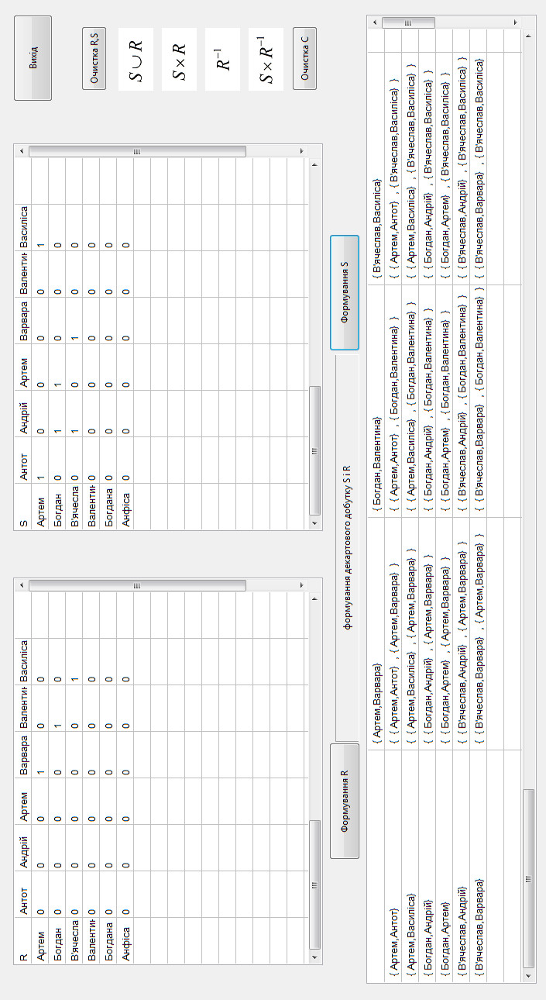 R Антот Андрій Артем Варвара Валентин Василіса
Артем 0 0 0 1 0 0
Богдан 0 0 0 0 1 0
В'ячесла 0 0 0 0 0 1
Валентин 0 0 0 0 0 0
Богдана 0 0 0 0 0 0
Анфіса 0 0 0 0 0 0
S Антот Андрій Артем Варвара Валентин Василіса
Артем 1 0 0 0 0 1
Богдан 0 1 1 0 0 0
В'ячесла 0 1 0 1 0 0
Валентин 0 0 0 0 0 0
Богдана 0 0 0 0 0 0
Анфіса 0 0 0 0 0 0
Вихід
Очистка R,S
S ∪ R
S × R
R⁻¹
S × R⁻¹
Очистка C
Формування R
формування декартового добутку S і R
Формування S
{ Артем,Варвара} { Богдан,Валентина} { В'ячеслав,Василіса}
{ Артем,Антот} { { Артем,Антот} , { Артем,Варвара} } { { Артем,Антот} , { Богдан,Валентина} } { { Артем,Антот} , { В'ячеслав,Василіса} }
{ Артем,Василіса} { { Артем,Василіса} , { Артем,Варвара} } { { Артем,Василіса} , { Богдан,Валентина} } { { Артем,Василіса} , { В'ячеслав,Василіса} }
{ Богдан,Андрій} { { Богдан,Андрій} , { Артем,Варвара} } { { Богдан,Андрій} , { Богдан,Валентина} } { { Богдан,Андрій} , { В'ячеслав,Василіса} }
{ Богдан,Артем} { { Богдан,Артем} , { Артем,Варвара} } { { Богдан,Артем} , { Богдан,Валентина} } { { Богдан,Артем} , { В'ячеслав,Василіса} }
{ В'ячеслав,Андрій} { { В'ячеслав,Андрій} , { Артем,Варвара} } { { В'ячеслав,Андрій} , { Богдан,Валентина} } { { В'ячеслав,Андрій} , { В'ячеслав,Василіса} }
{ В'ячеслав,Варвара} { { В'ячеслав,Варвара} , { Артем,Варвара} } { { В'ячеслав,Варвара} , { Богдан,Валентина} } { { В'ячеслав,Варвара} , { В'ячеслав,Василіса}